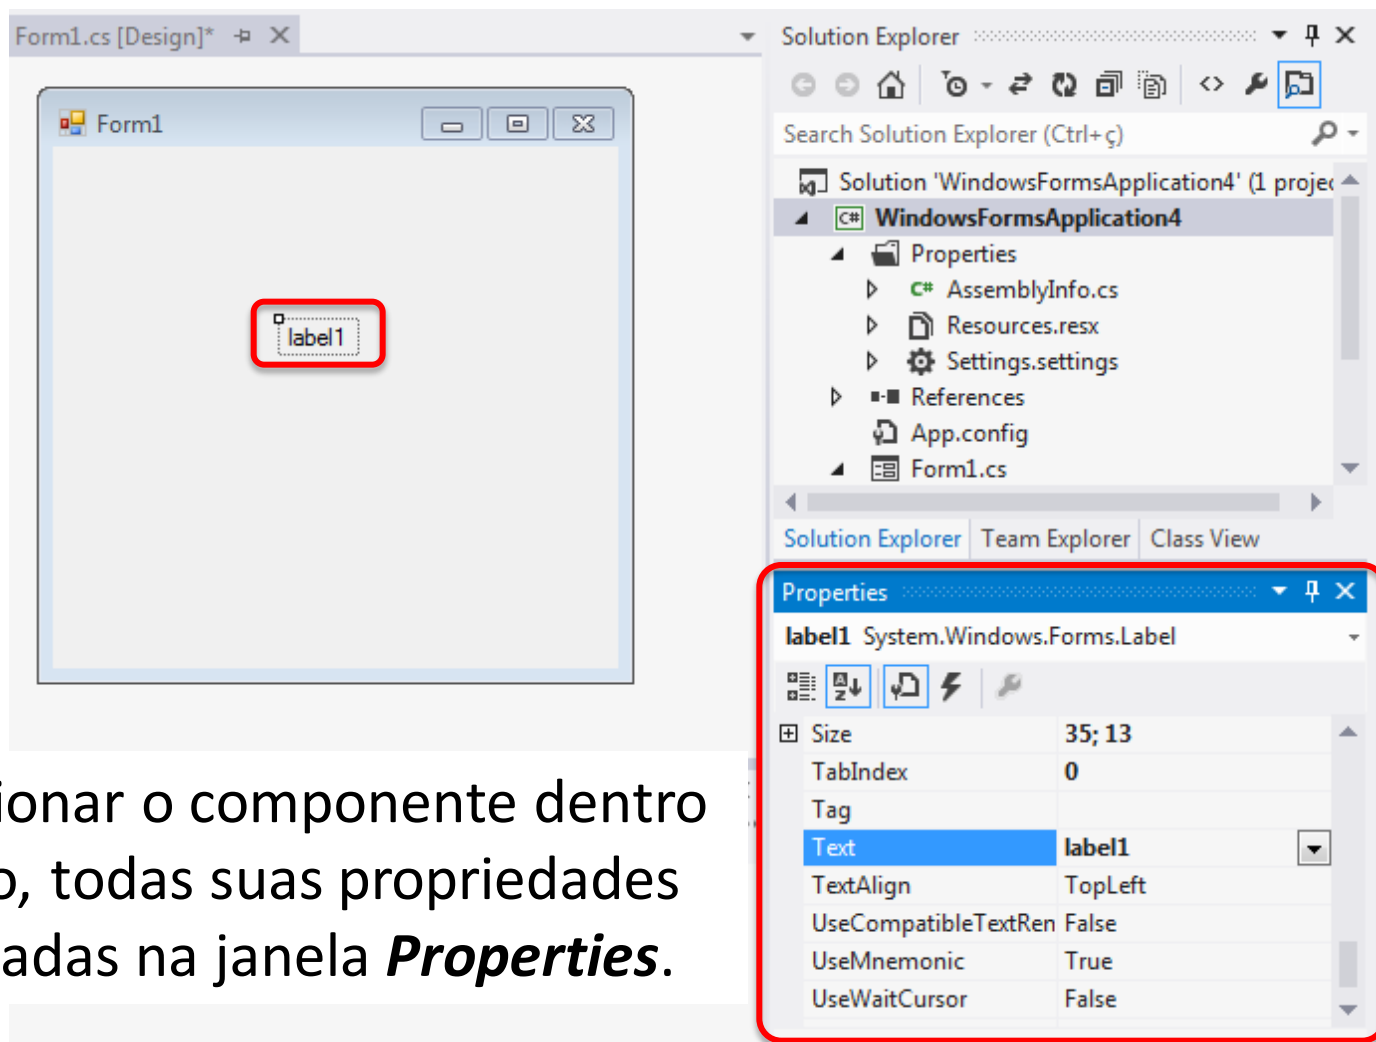 Form1.cs [Design]*
Form1
label1
Solution Explorer
Search Solution Explorer (Ctrl+ç)
Solution 'WindowsFormsApplication4' (1 projec
C# WindowsFormsApplication4
Properties
C# AssemblyInfo.cs
Resources.resx
Settings.settings
References
App.config
Form1.cs
Solution Explorer Team Explorer Class View
Properties
label1 System.Windows.Forms.Label
Size 35; 13
TabIndex 0
Tag
Text label1
TextAlign TopLeft
UseCompatibleTextRen False
UseMnemonic True
UseWaitCursor False
ionar o componente dentro
o, todas suas propriedades
adas na janela Properties.